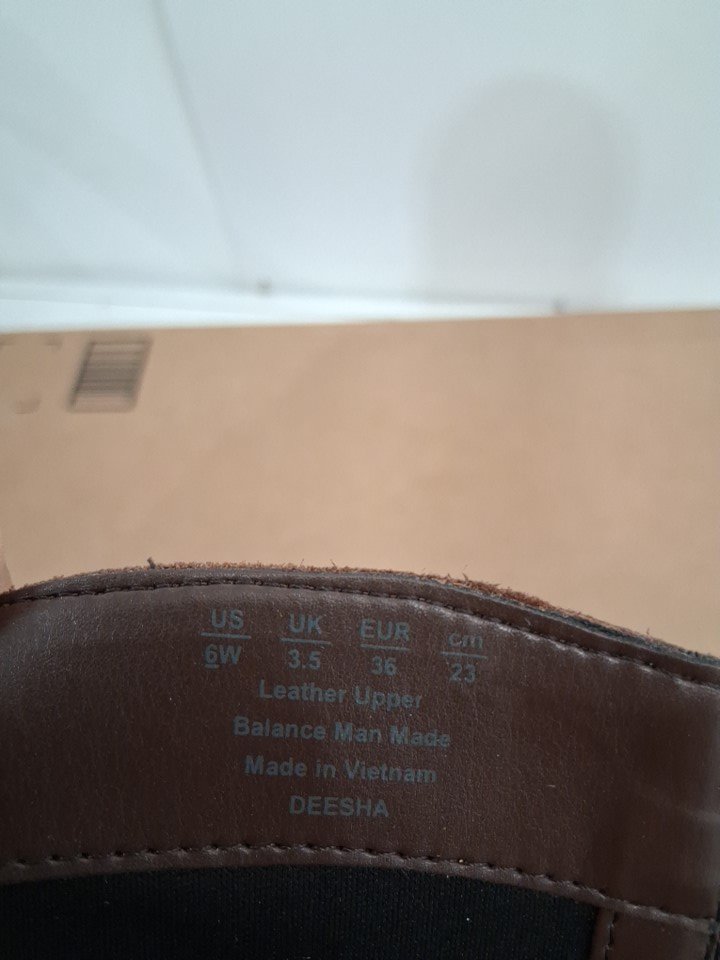 US UK EUR cm
6W 3.5 36 23
Leather Upper
Balance Man Made
Made in Vietnam
DEESHA